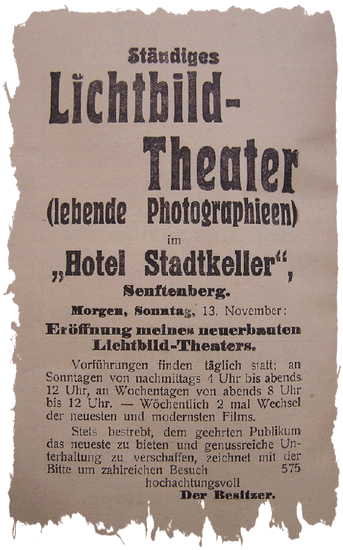 Ständiges
Lichtbild-
Theater
(lebende Photographieen)
im
„Hotel Stadtkeller“,
Senftenberg.
Morgen, Sonntag, 13. November:
Eröffnung meines neuerbauten
Lichtbild-Theaters.
Vorführungen finden täglich statt; an
Sonntagen von nachmittags 4 Uhr bis abends
12 Uhr, an Wochentagen von abends 8 Uhr
bis 12 Uhr. — Wöchentlich 2 mal Wechsel
der neuesten und modernsten Films.
Stets bestrebt, dem geehrten Publikum
das neueste zu bieten und genussreiche Un-
terhaltung zu verschaffen, zeichnet mit der
Bitte um zahlreichen Besuch 575
hochachtungsvoll
Der Besitzer.